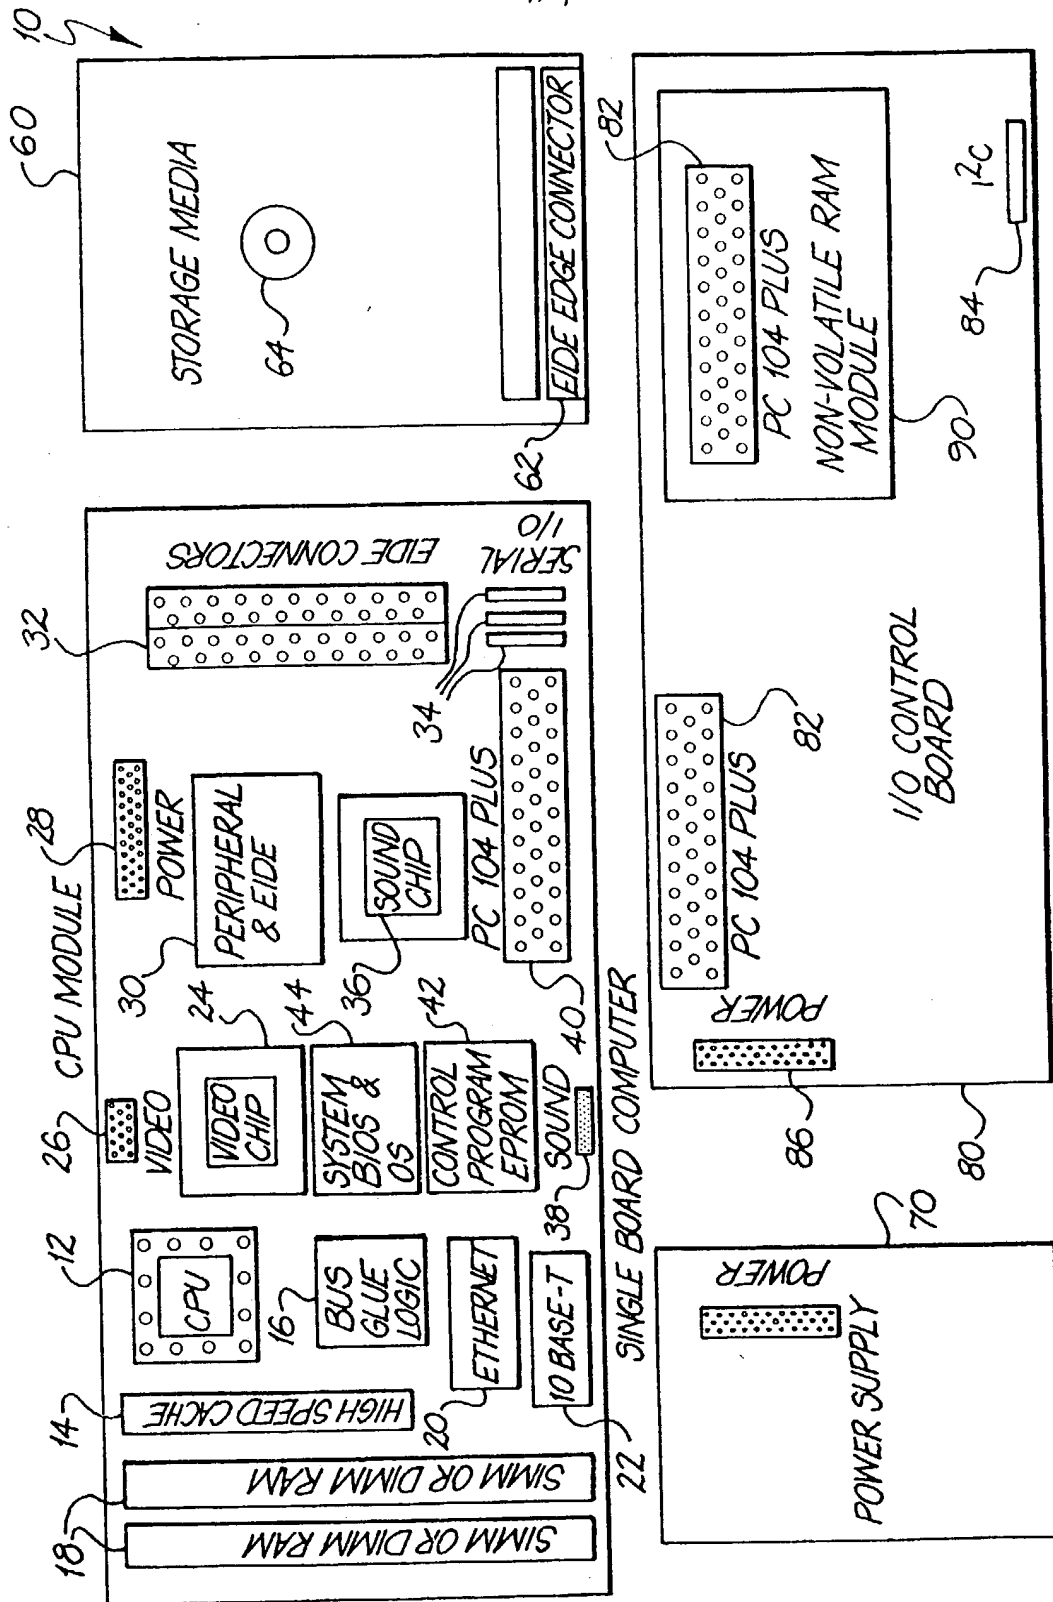 10
60
STORAGE MEDIA
64
EIDE EDGE CONNECTOR
62
CPU MODULE
SINGLE BOARD COMPUTER
18
SIMM OR DIMM RAM
SIMM OR DIMM RAM
14
HIGH SPEED CACHE
12
CPU
16
BUS
GLUE
LOGIC
20
ETHERNET
22
10 BASE-T
26
VIDEO
24
VIDEO
CHIP
44
SYSTEM
BIOS &
OS
42
CONTROL
PROGRAM
EPROM
38
SOUND
28
POWER
30
PERIPHERAL
& EIDE
36
SOUND
CHIP
40
PC 104 PLUS
32
EIDE CONNECTORS
34
SERIAL
I/O
70
POWER
POWER SUPPLY
80
86
POWER
82
PC 104 PLUS
I/O CONTROL
BOARD
82
PC 104 PLUS
NON-VOLATILE RAM
MODULE
90
84
I2C